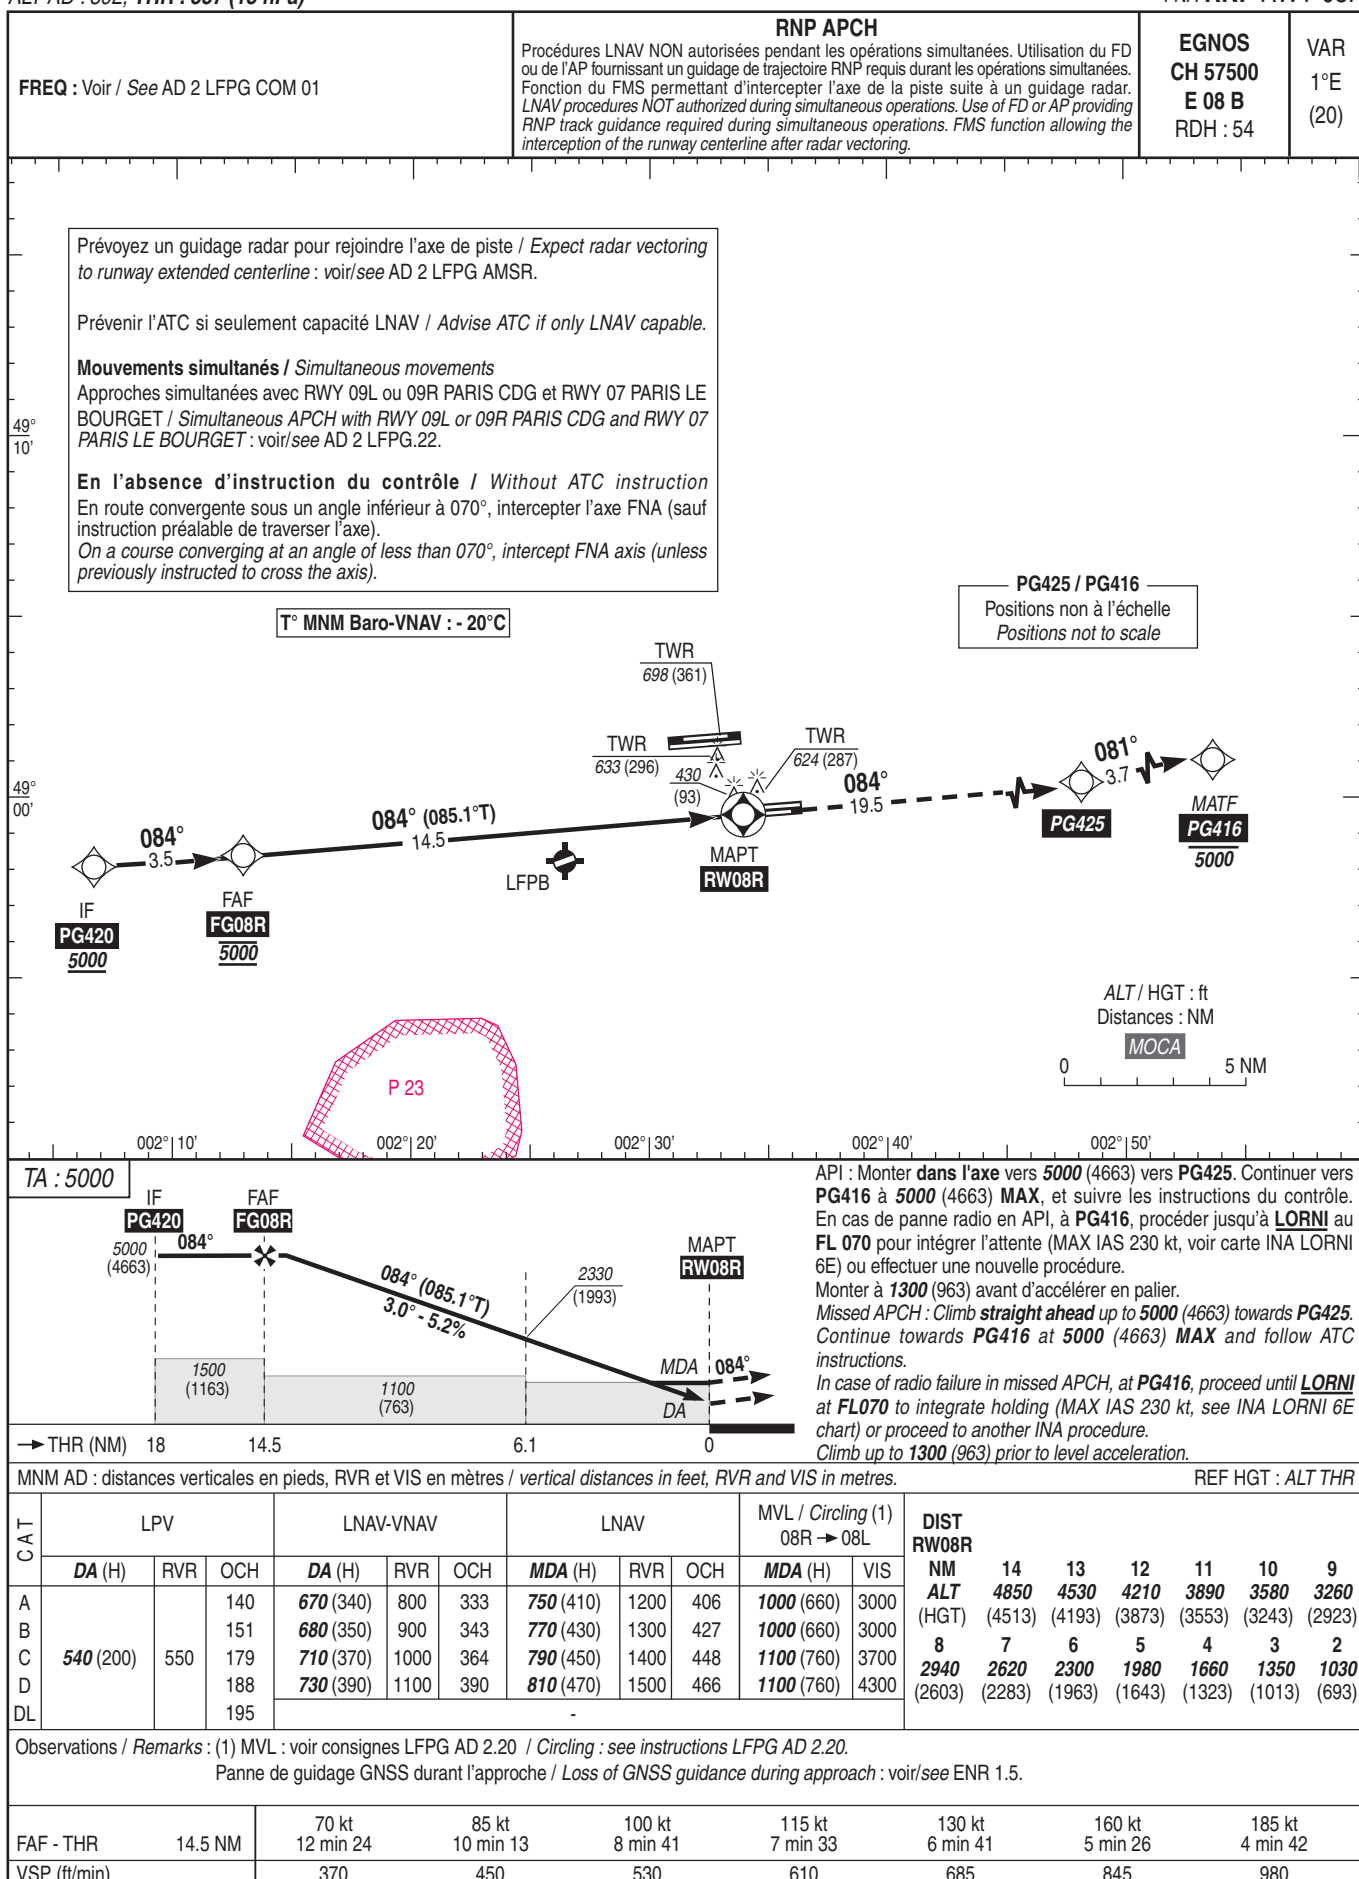 FREQ : Voir / See AD 2 LFPG COM 01
RNP APCH
Procédures LNAV NON autorisées pendant les opérations simultanées. Utilisation du FD
ou de l'AP fournissant un guidage de trajectoire RNP requis durant les opérations simultanées.
Fonction du FMS permettant d'intercepter l'axe de la piste suite à un guidage radar.
LNAV procedures NOT authorized during simultaneous operations. Use of FD or AP providing
RNP track guidance required during simultaneous operations. FMS function allowing the
interception of the runway centerline after radar vectoring.
EGNOS
CH 57500
E 08 B
RDH : 54
VAR
1°E
(20)
Prévoyez un guidage radar pour rejoindre l'axe de piste / Expect radar vectoring
to runway extended centerline : voir/see AD 2 LFPG AMSR.
Prévenir l'ATC si seulement capacité LNAV / Advise ATC if only LNAV capable.
Mouvements simultanés / Simultaneous movements
Approches simultanées avec RWY 09L ou 09R PARIS CDG et RWY 07 PARIS LE
BOURGET / Simultaneous APCH with RWY 09L or 09R PARIS CDG and RWY 07
PARIS LE BOURGET : voir/see AD 2 LFPG.22.
En l'absence d'instruction du contrôle / Without ATC instruction
En route convergente sous un angle inférieur à 070°, intercepter l'axe FNA (sauf
instruction préalable de traverser l'axe).
On a course converging at an angle of less than 070°, intercept FNA axis (unless
previously instructed to cross the axis).
49°
10'
T° MNM Baro-VNAV : - 20°C
PG425 / PG416
Positions non à l'échelle
Positions not to scale
TWR
698 (361)
TWR
633 (296)
TWR
624 (287)
430
(93)
49°
00'
084°
3.5
084° (085.1°T)
14.5
084°
19.5
081°
3.7
PG425
MATF
PG416
5000
LFPB
MAPT
RW08R
IF
PG420
5000
FAF
FG08R
5000
P 23
ALT / HGT : ft
Distances : NM
MOCA
0 5 NM
002° 10' 002° 20' 002° 30' 002° 40' 002° 50'
TA : 5000
IF
PG420
FAF
FG08R
5000
(4663)
084°
084° (085.1°T)
3.0° - 5.2%
2330
(1993)
MAPT
RW08R
1500
(1163)
1100
(763)
MDA 084°
DA
THR (NM) 18 14.5 6.1 0
API : Monter dans l'axe vers 5000 (4663) vers PG425. Continuer vers
PG416 à 5000 (4663) MAX, et suivre les instructions du contrôle.
En cas de panne radio en API, à PG416, procéder jusqu'à LORNI au
FL 070 pour intégrer l'attente (MAX IAS 230 kt, voir carte INA LORNI
6E) ou effectuer une nouvelle procédure.
Monter à 1300 (963) avant d'accélérer en palier.
Missed APCH : Climb straight ahead up to 5000 (4663) towards PG425.
Continue towards PG416 at 5000 (4663) MAX and follow ATC
instructions.
In case of radio failure in missed APCH, at PG416, proceed until LORNI
at FL070 to integrate holding (MAX IAS 230 kt, see INA LORNI 6E
chart) or proceed to another INA procedure.
Climb up to 1300 (963) prior to level acceleration.
MNM AD : distances verticales en pieds, RVR et VIS en mètres / vertical distances in feet, RVR and VIS in metres. REF HGT : ALT THR
CAT LPV LNAV-VNAV LNAV MVL / Circling (1)
08R → 08L
DA (H) RVR OCH DA (H) RVR OCH MDA (H) RVR OCH MDA (H) VIS
A 140 670 (340) 800 333 750 (410) 1200 406 1000 (660) 3000
B 151 680 (350) 900 343 770 (430) 1300 427 1000 (660) 3000
C 540 (200) 550 179 710 (370) 1000 364 790 (450) 1400 448 1100 (760) 3700
D 188 730 (390) 1100 390 810 (470) 1500 466 1100 (760) 4300
DL 195 -
DIST
RW08R
NM 14 13 12 11 10 9
ALT 4850 4530 4210 3890 3580 3260
(HGT) (4513) (4193) (3873) (3553) (3243) (2923)
8 7 6 5 4 3 2
2940 2620 2300 1980 1660 1350 1030
(2603) (2283) (1963) (1643) (1323) (1013) (693)
Observations / Remarks : (1) MVL : voir consignes LFPG AD 2.20 / Circling : see instructions LFPG AD 2.20.
Panne de guidage GNSS durant l'approche / Loss of GNSS guidance during approach : voir/see ENR 1.5.
70 kt 85 kt 100 kt 115 kt 130 kt 160 kt 185 kt
FAF - THR 14.5 NM 12 min 24 10 min 13 8 min 41 7 min 33 6 min 41 5 min 26 4 min 42
VSP (ft/min) 370 450 530 610 685 845 980